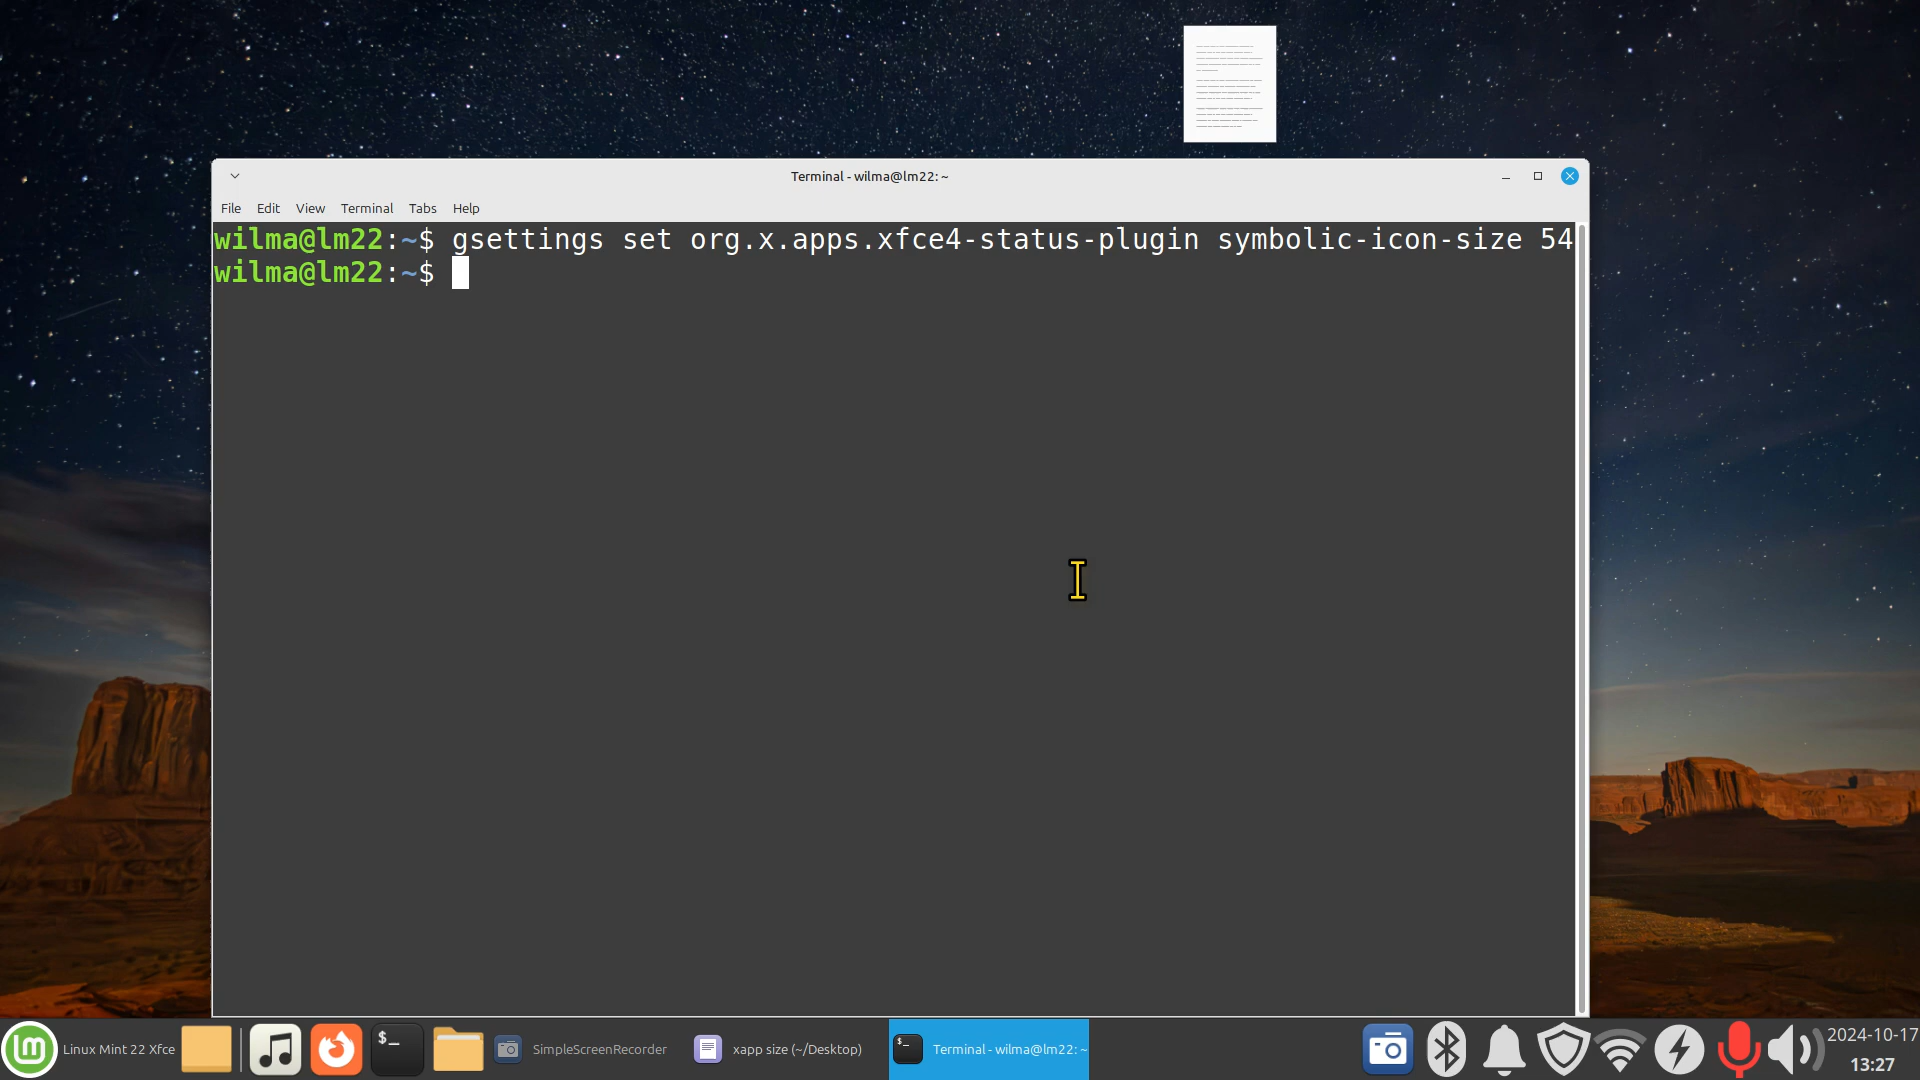 Terminal - wilma@lm22: ~
File Edit View Terminal Tabs Help
wilma@lm22:~$ gsettings set org.x.apps.xfce4-status-plugin symbolic-icon-size 54
wilma@lm22:~$
Linux Mint 22 Xfce $_ SimpleScreenRecorder xapp size (~/Desktop) $_ Terminal - wilma@lm22: ~ 2024-10-17
13:27